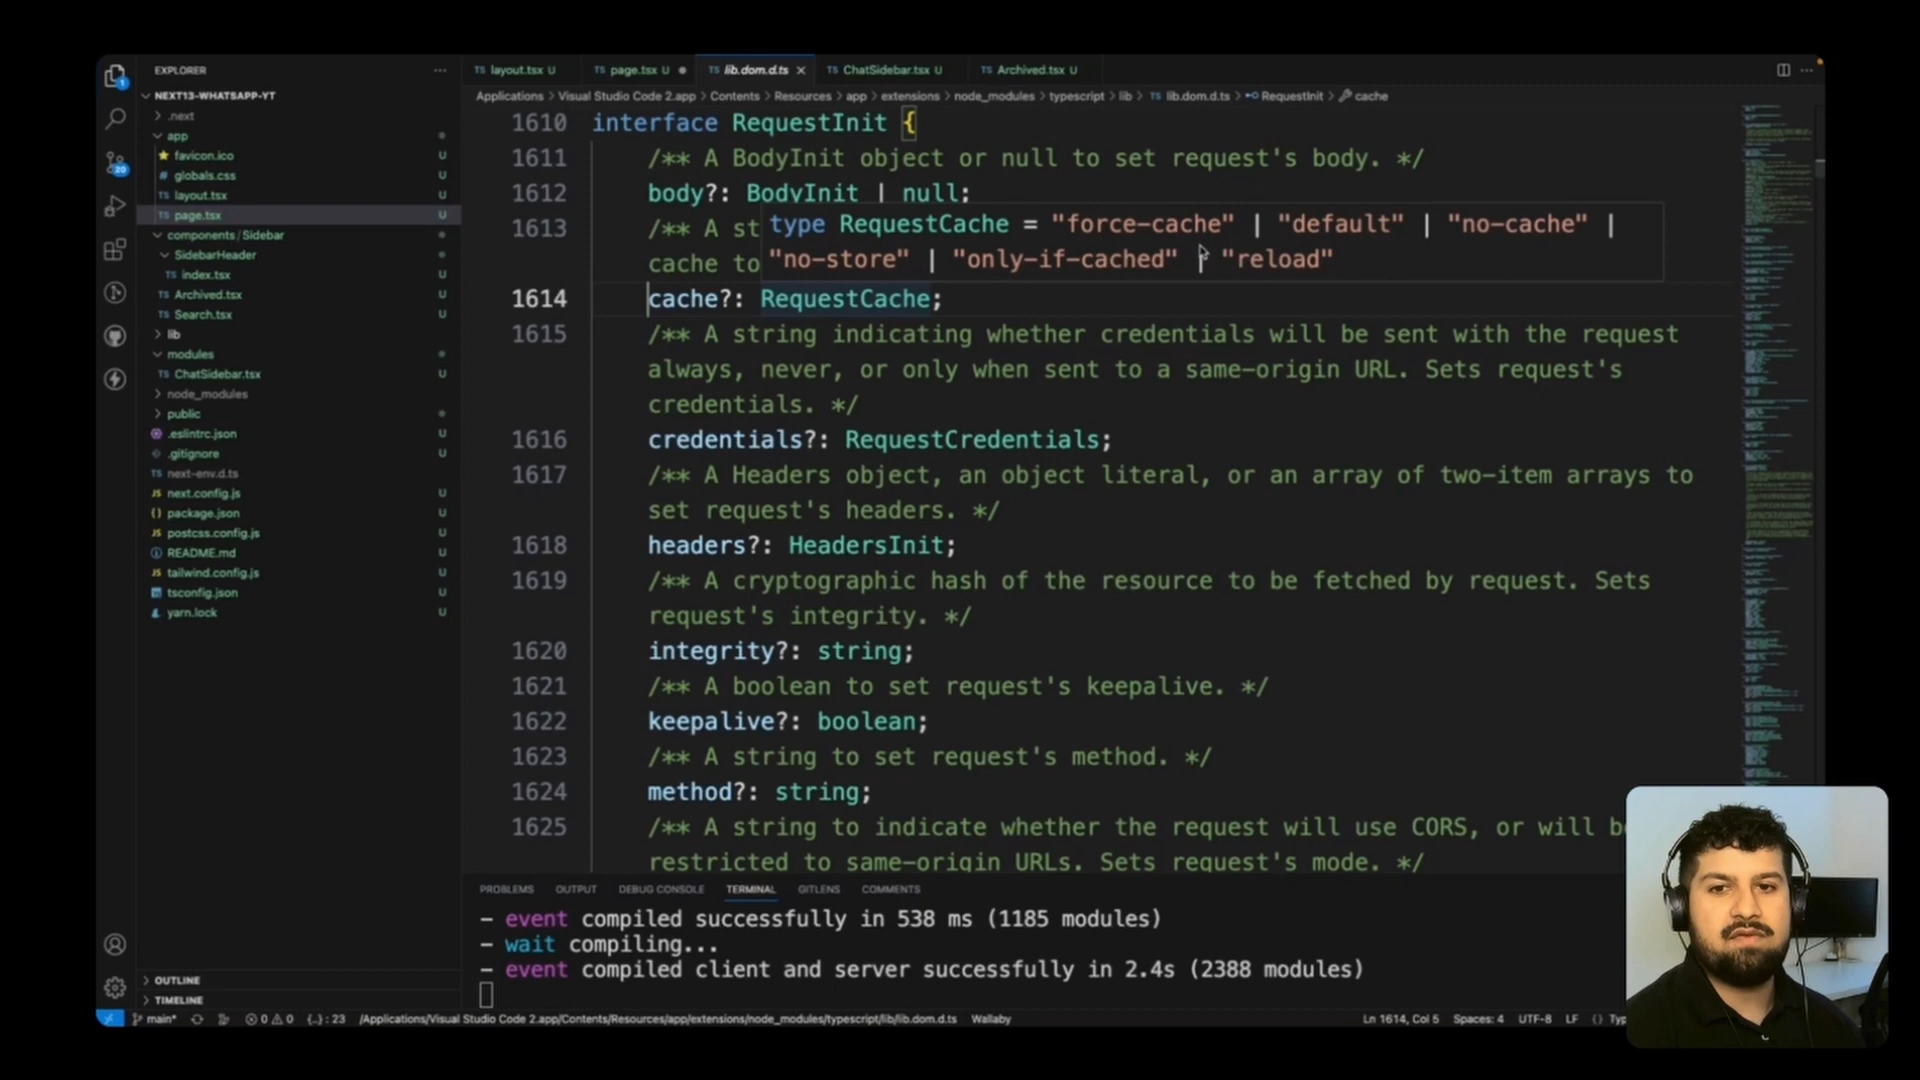 EXPLORER
NEXT13-WHATSAPP-YT
.next
app
favicon.ico U
globals.css U
layout.tsx U
page.tsx U
components/Sidebar
SidebarHeader
index.tsx U
Archived.tsx U
Search.tsx U
lib
modules
ChatSidebar.tsx U
node_modules
public
.eslintrc.json U
.gitignore U
next-env.d.ts
next.config.js U
package.json U
postcss.config.js U
README.md U
tailwind.config.js U
tsconfig.json U
yarn.lock U
OUTLINE
TIMELINE
layout.tsx U page.tsx U lib.dom.d.ts ChatSidebar.tsx U Archived.tsx U
Applications > Visual Studio Code 2.app > Contents > Resources > app > extensions > node_modules > typescript > lib > TS lib.dom.d.ts > RequestInit > cache
1610 interface RequestInit {
1611 /** A BodyInit object or null to set request's body. */
1612 body?: BodyInit | null;
1613 /** A st
type RequestCache = "force-cache" | "default" | "no-cache" |
cache to
"no-store" | "only-if-cached" | "reload"
1614 cache?: RequestCache;
1615 /** A string indicating whether credentials will be sent with the request
always, never, or only when sent to a same-origin URL. Sets request's
credentials. */
1616 credentials?: RequestCredentials;
1617 /** A Headers object, an object literal, or an array of two-item arrays to
set request's headers. */
1618 headers?: HeadersInit;
1619 /** A cryptographic hash of the resource to be fetched by request. Sets
request's integrity. */
1620 integrity?: string;
1621 /** A boolean to set request's keepalive. */
1622 keepalive?: boolean;
1623 /** A string to set request's method. */
1624 method?: string;
1625 /** A string to indicate whether the request will use CORS, or will b
restricted to same-origin URLs. Sets request's mode. */
PROBLEMS OUTPUT DEBUG CONSOLE TERMINAL GITLENS COMMENTS
- event compiled successfully in 538 ms (1185 modules)
- wait compiling...
- event compiled client and server successfully in 2.4s (2388 modules)
main* 0 0 {..} : 23 /Applications/Visual Studio Code 2.app/Contents/Resources/app/extensions/node_modules/typescript/lib/lib.dom.d.ts Wallaby Ln 1614, Col 5 Spaces: 4 UTF-8 LF {} Typ